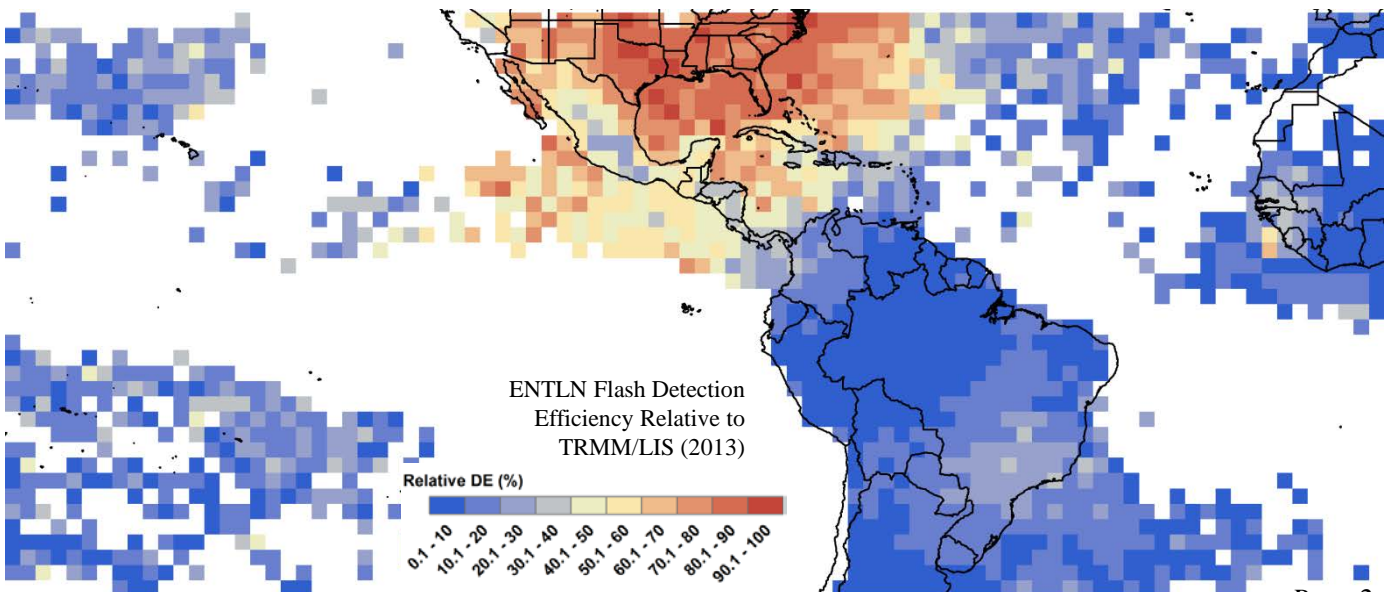 ENTLN Flash Detection
Efficiency Relative to
TRMM/LIS (2013)
Relative DE (%)
0.1 - 10
10.1 - 20
20.1 - 30
30.1 - 40
40.1 - 50
50.1 - 60
60.1 - 70
70.1 - 80
80.1 - 90
90.1 - 100